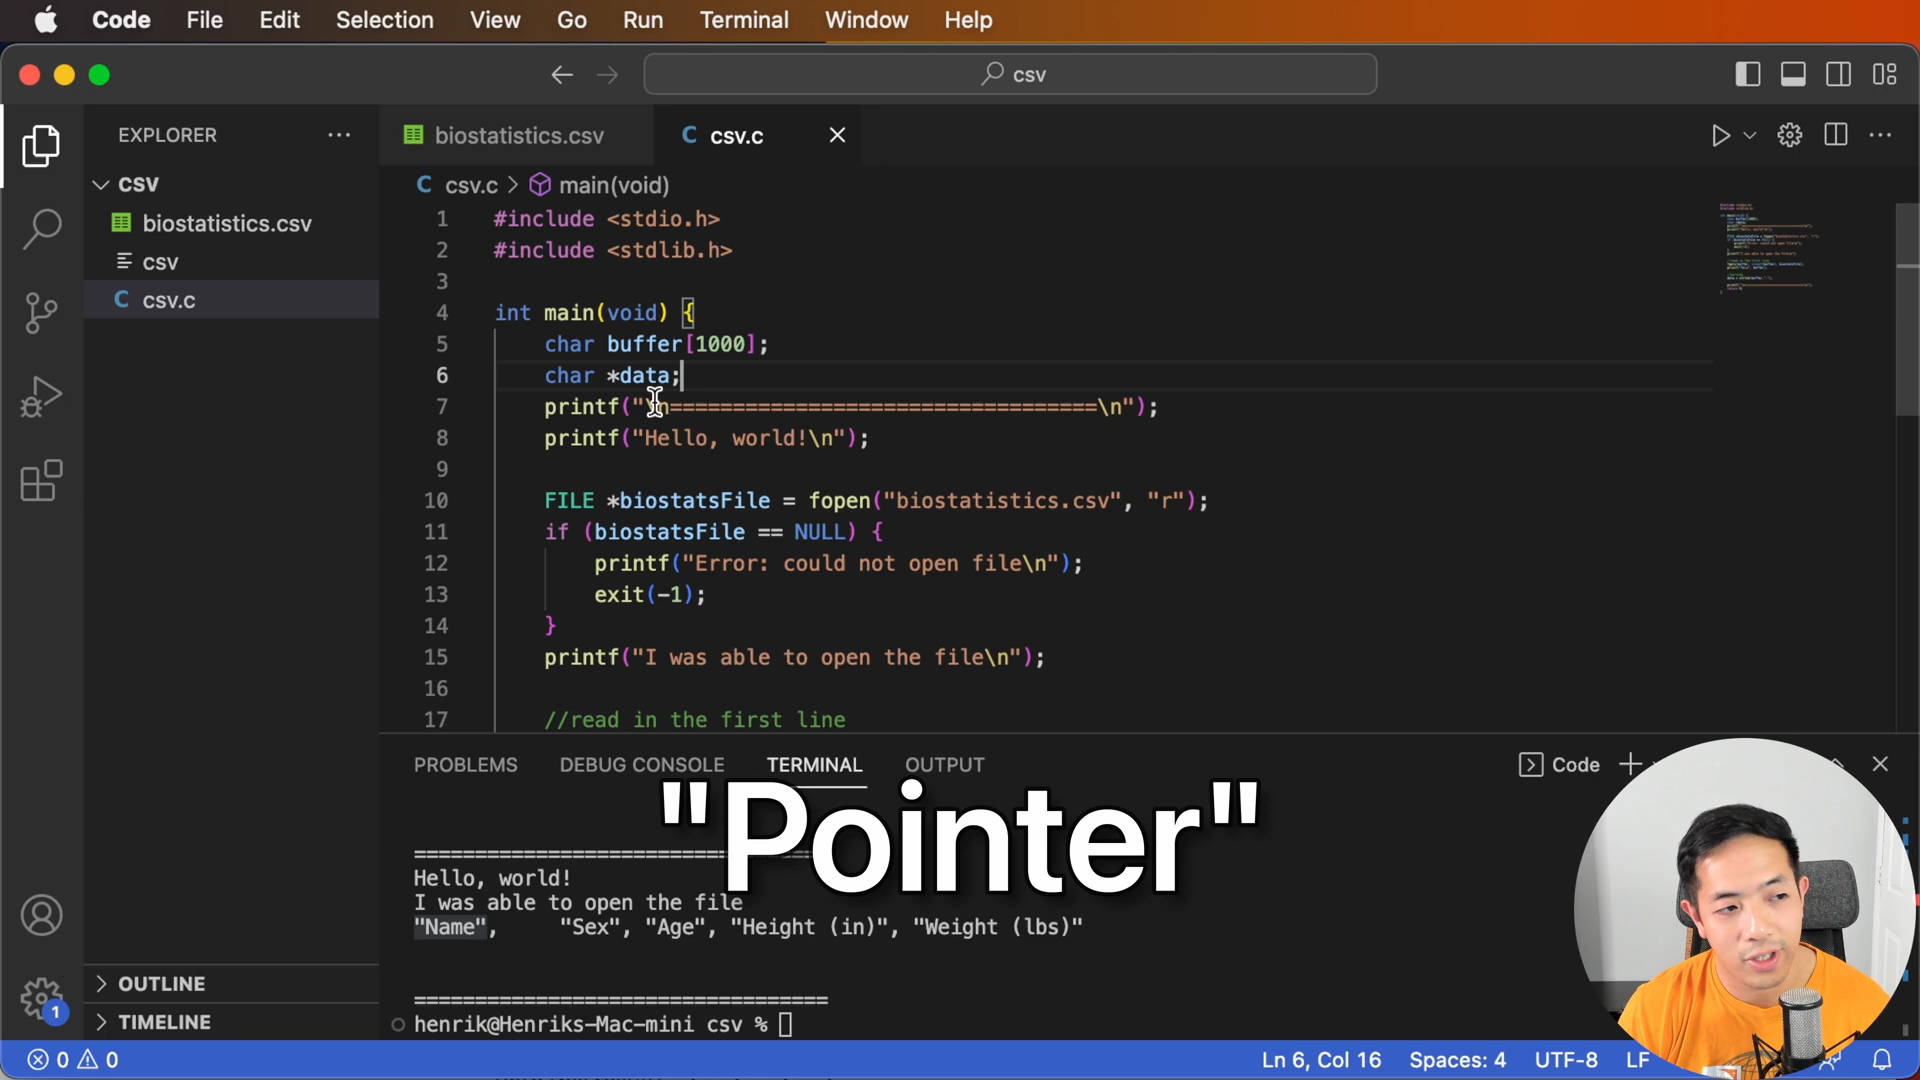 Code File Edit Selection View Go Run Terminal Window Help
csv
EXPLORER
CSV
biostatistics.csv
csv
csv.c
OUTLINE
TIMELINE
biostatistics.csv csv.c
csv.c > main(void)
1 #include <stdio.h>
2 #include <stdlib.h>
3
4 int main(void) {
5 char buffer[1000];
6 char *data;
7 printf("\n==================================\n");
8 printf("Hello, world!\n");
9
10 FILE *biostatsFile = fopen("biostatistics.csv", "r");
11 if (biostatsFile == NULL) {
12 printf("Error: could not open file\n");
13 exit(-1);
14 }
15 printf("I was able to open the file\n");
16
17 //read in the first line
PROBLEMS DEBUG CONSOLE TERMINAL OUTPUT
Code
"Pointer"
==================================
Hello, world!
I was able to open the file
"Name", "Sex", "Age", "Height (in)", "Weight (lbs)"
==================================
henrik@Henriks-Mac-mini csv %
1
0 0
Ln 6, Col 16 Spaces: 4 UTF-8 LF